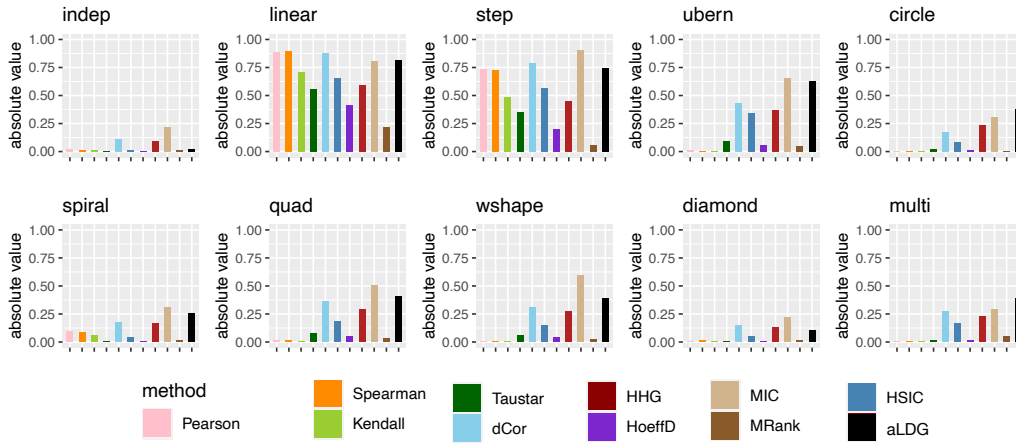 indep linear step ubern circle
absolute value absolute value absolute value absolute value absolute value
1.00 1.00 1.00 1.00 1.00
0.75 0.75 0.75 0.75 0.75
0.50 0.50 0.50 0.50 0.50
0.25 0.25 0.25 0.25 0.25
0.00 0.00 0.00 0.00 0.00
spiral quad wshape diamond multi
absolute value absolute value absolute value absolute value absolute value
1.00 1.00 1.00 1.00 1.00
0.75 0.75 0.75 0.75 0.75
0.50 0.50 0.50 0.50 0.50
0.25 0.25 0.25 0.25 0.25
0.00 0.00 0.00 0.00 0.00
method Spearman Taustar HHG MIC HSIC
Pearson Kendall dCor HoeffD MRank aLDG